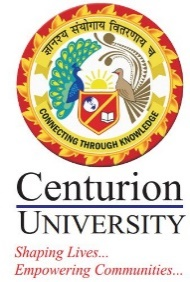 ज्ञानस्य संयोगाय वितरणाय च
CONNECTING THROUGH KNOWLEDGE
Centurion
UNIVERSITY
Shaping Lives...
Empowering Communities...